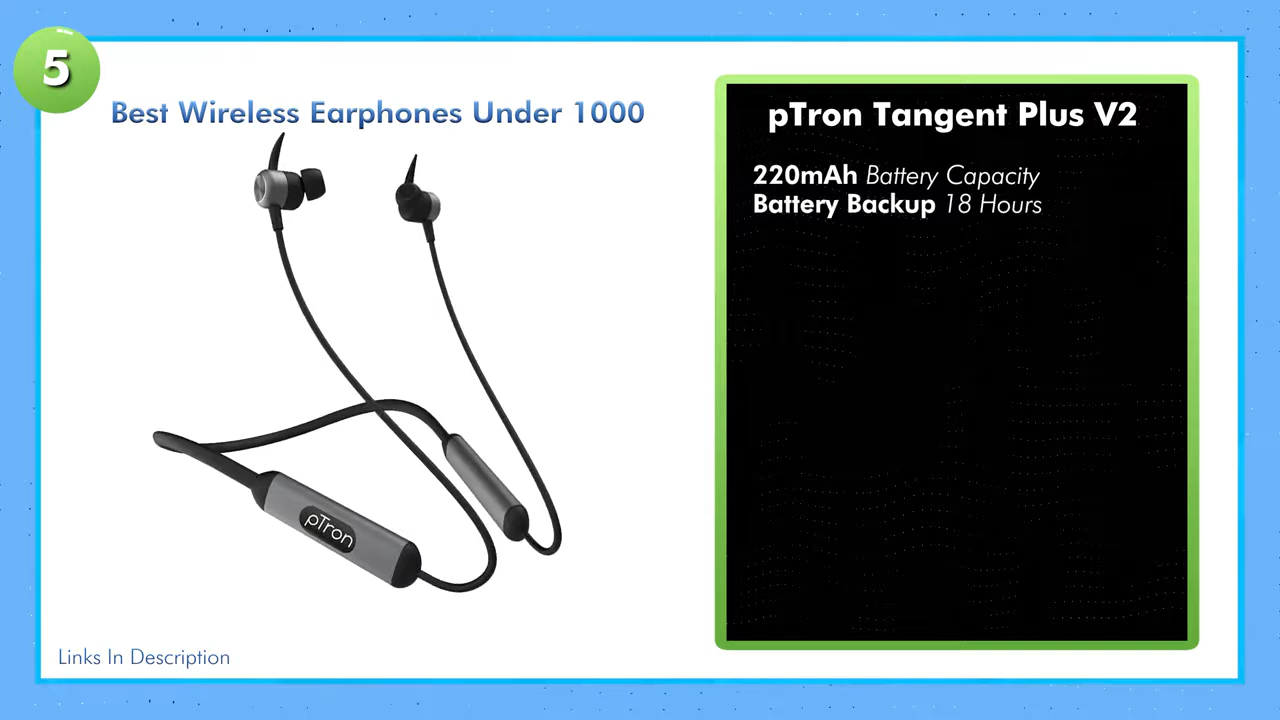 5
Best Wireless Earphones Under 1000
pTron Tangent Plus V2
220mAh Battery Capacity
Battery Backup 18 Hours
pTron
Links In Description